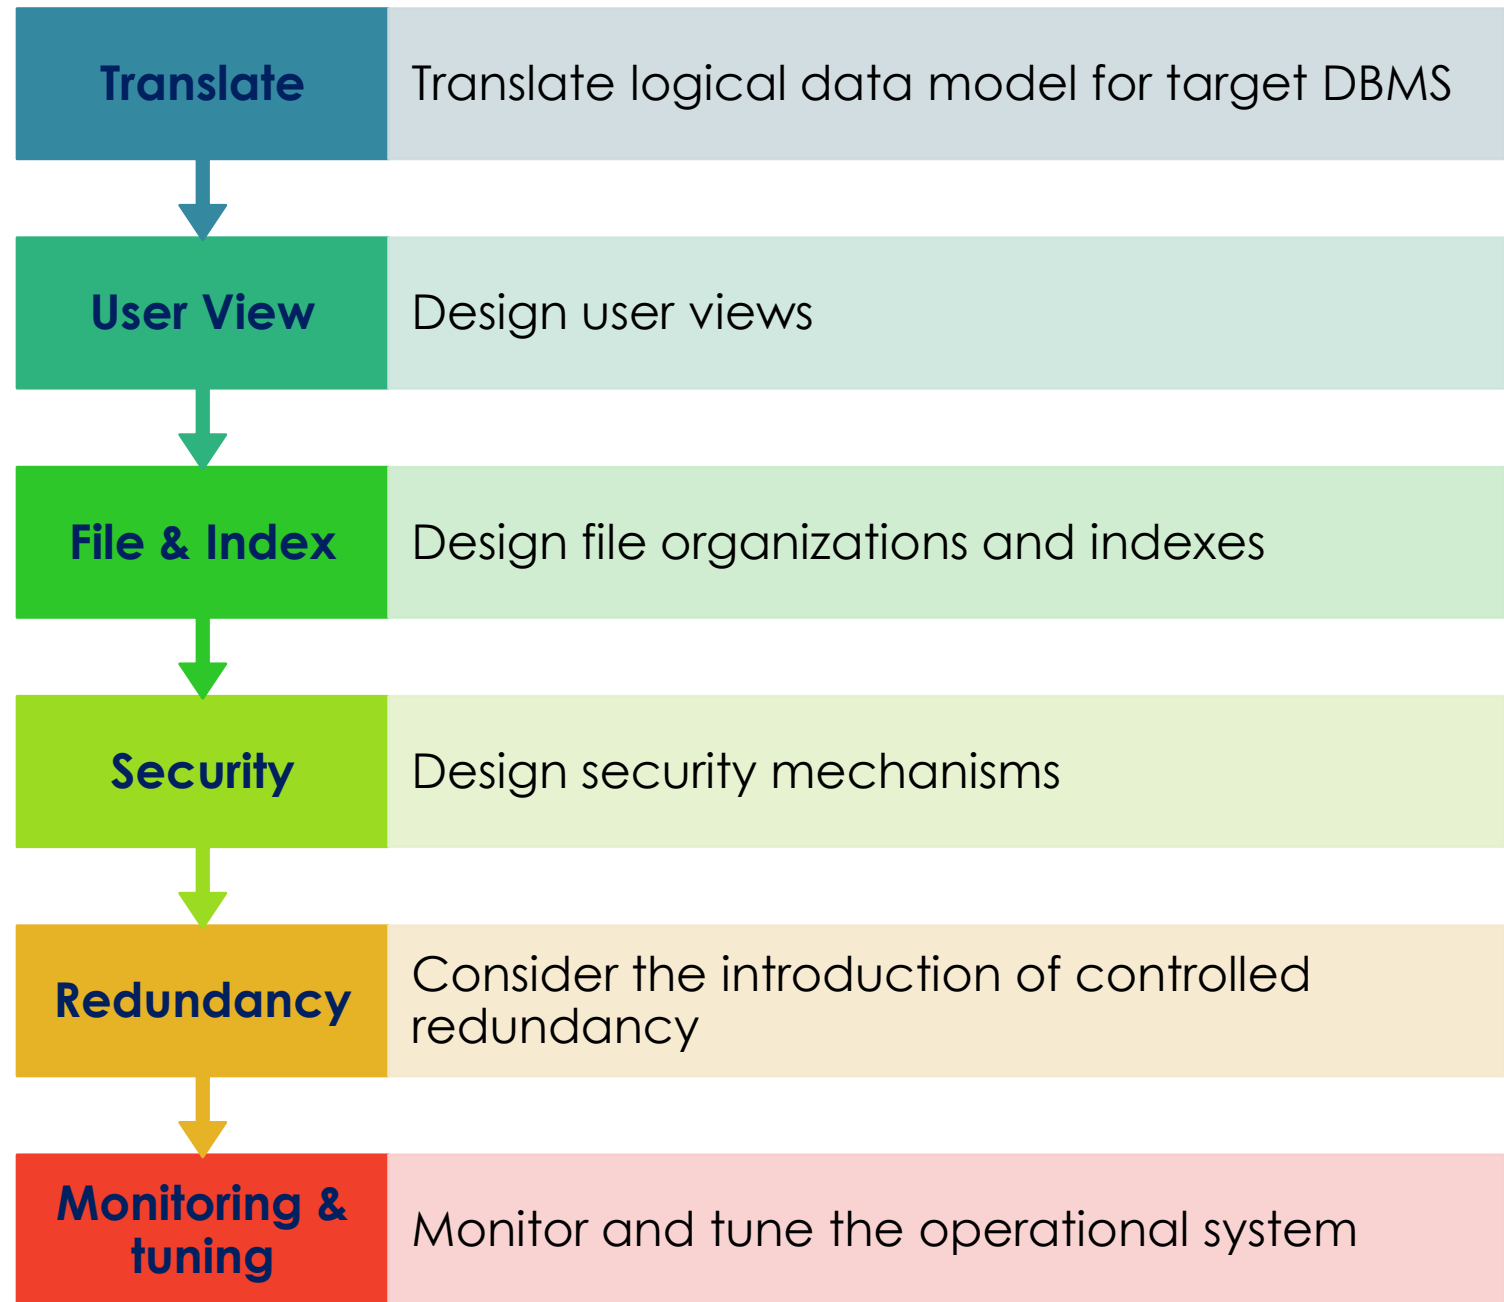 Translate
Translate logical data model for target DBMS
User View
Design user views
File & Index
Design file organizations and indexes
Security
Design security mechanisms
Redundancy
Consider the introduction of controlled
redundancy
Monitoring &
tuning
Monitor and tune the operational system